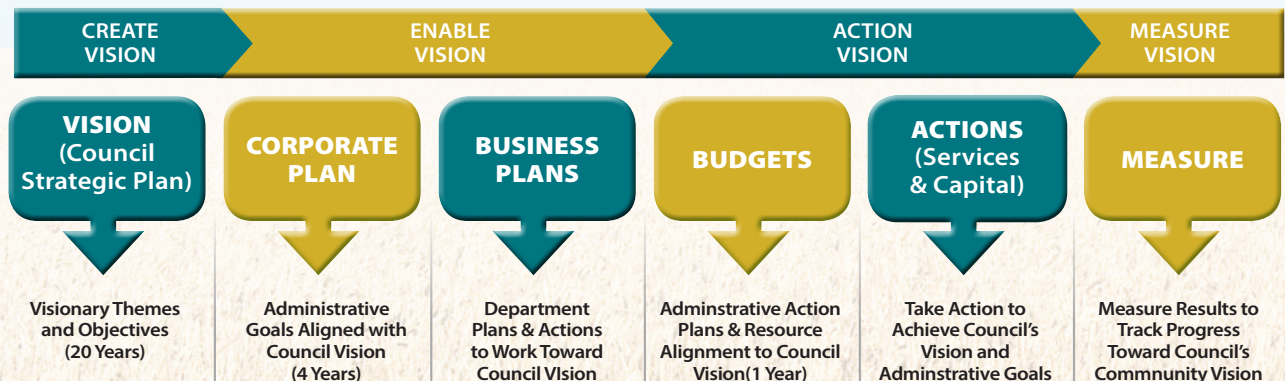 CREATE
VISION
ENABLE
VISION
ACTION
VISION
MEASURE
VISION
VISION
(Council
Strategic Plan)
CORPORATE
PLAN
BUSINESS
PLANS
BUDGETS
ACTIONS
(Services
& Capital)
MEASURE
Visionary Themes
and Objectives
(20 Years)
Administrative
Goals Aligned with
Council Vision
(4 Years)
Department
Plans & Actions
to Work Toward
Council VIsion
Adminstrative Action
Plans & Resource
Alignment to Council
Vision(1 Year)
Take Action to
Achieve Council’s
Vision and
Adminstrative Goals
Measure Results to
Track Progress
Toward Council’s
Commnunity Vision